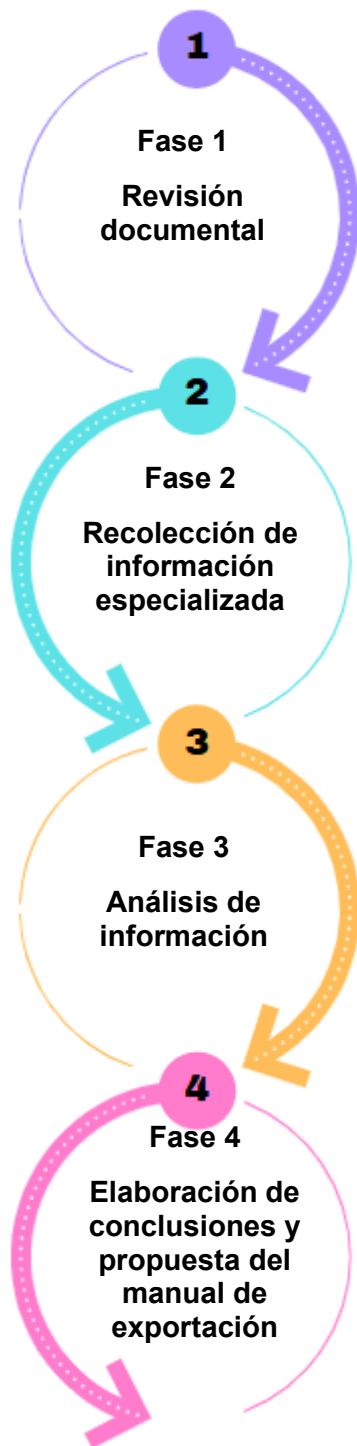 1
Fase 1
Revisión
documental
2
Fase 2
Recolección de
información
especializada
3
Fase 3
Análisis de
información
4
Fase 4
Elaboración de
conclusiones y
propuesta del
manual de
exportación